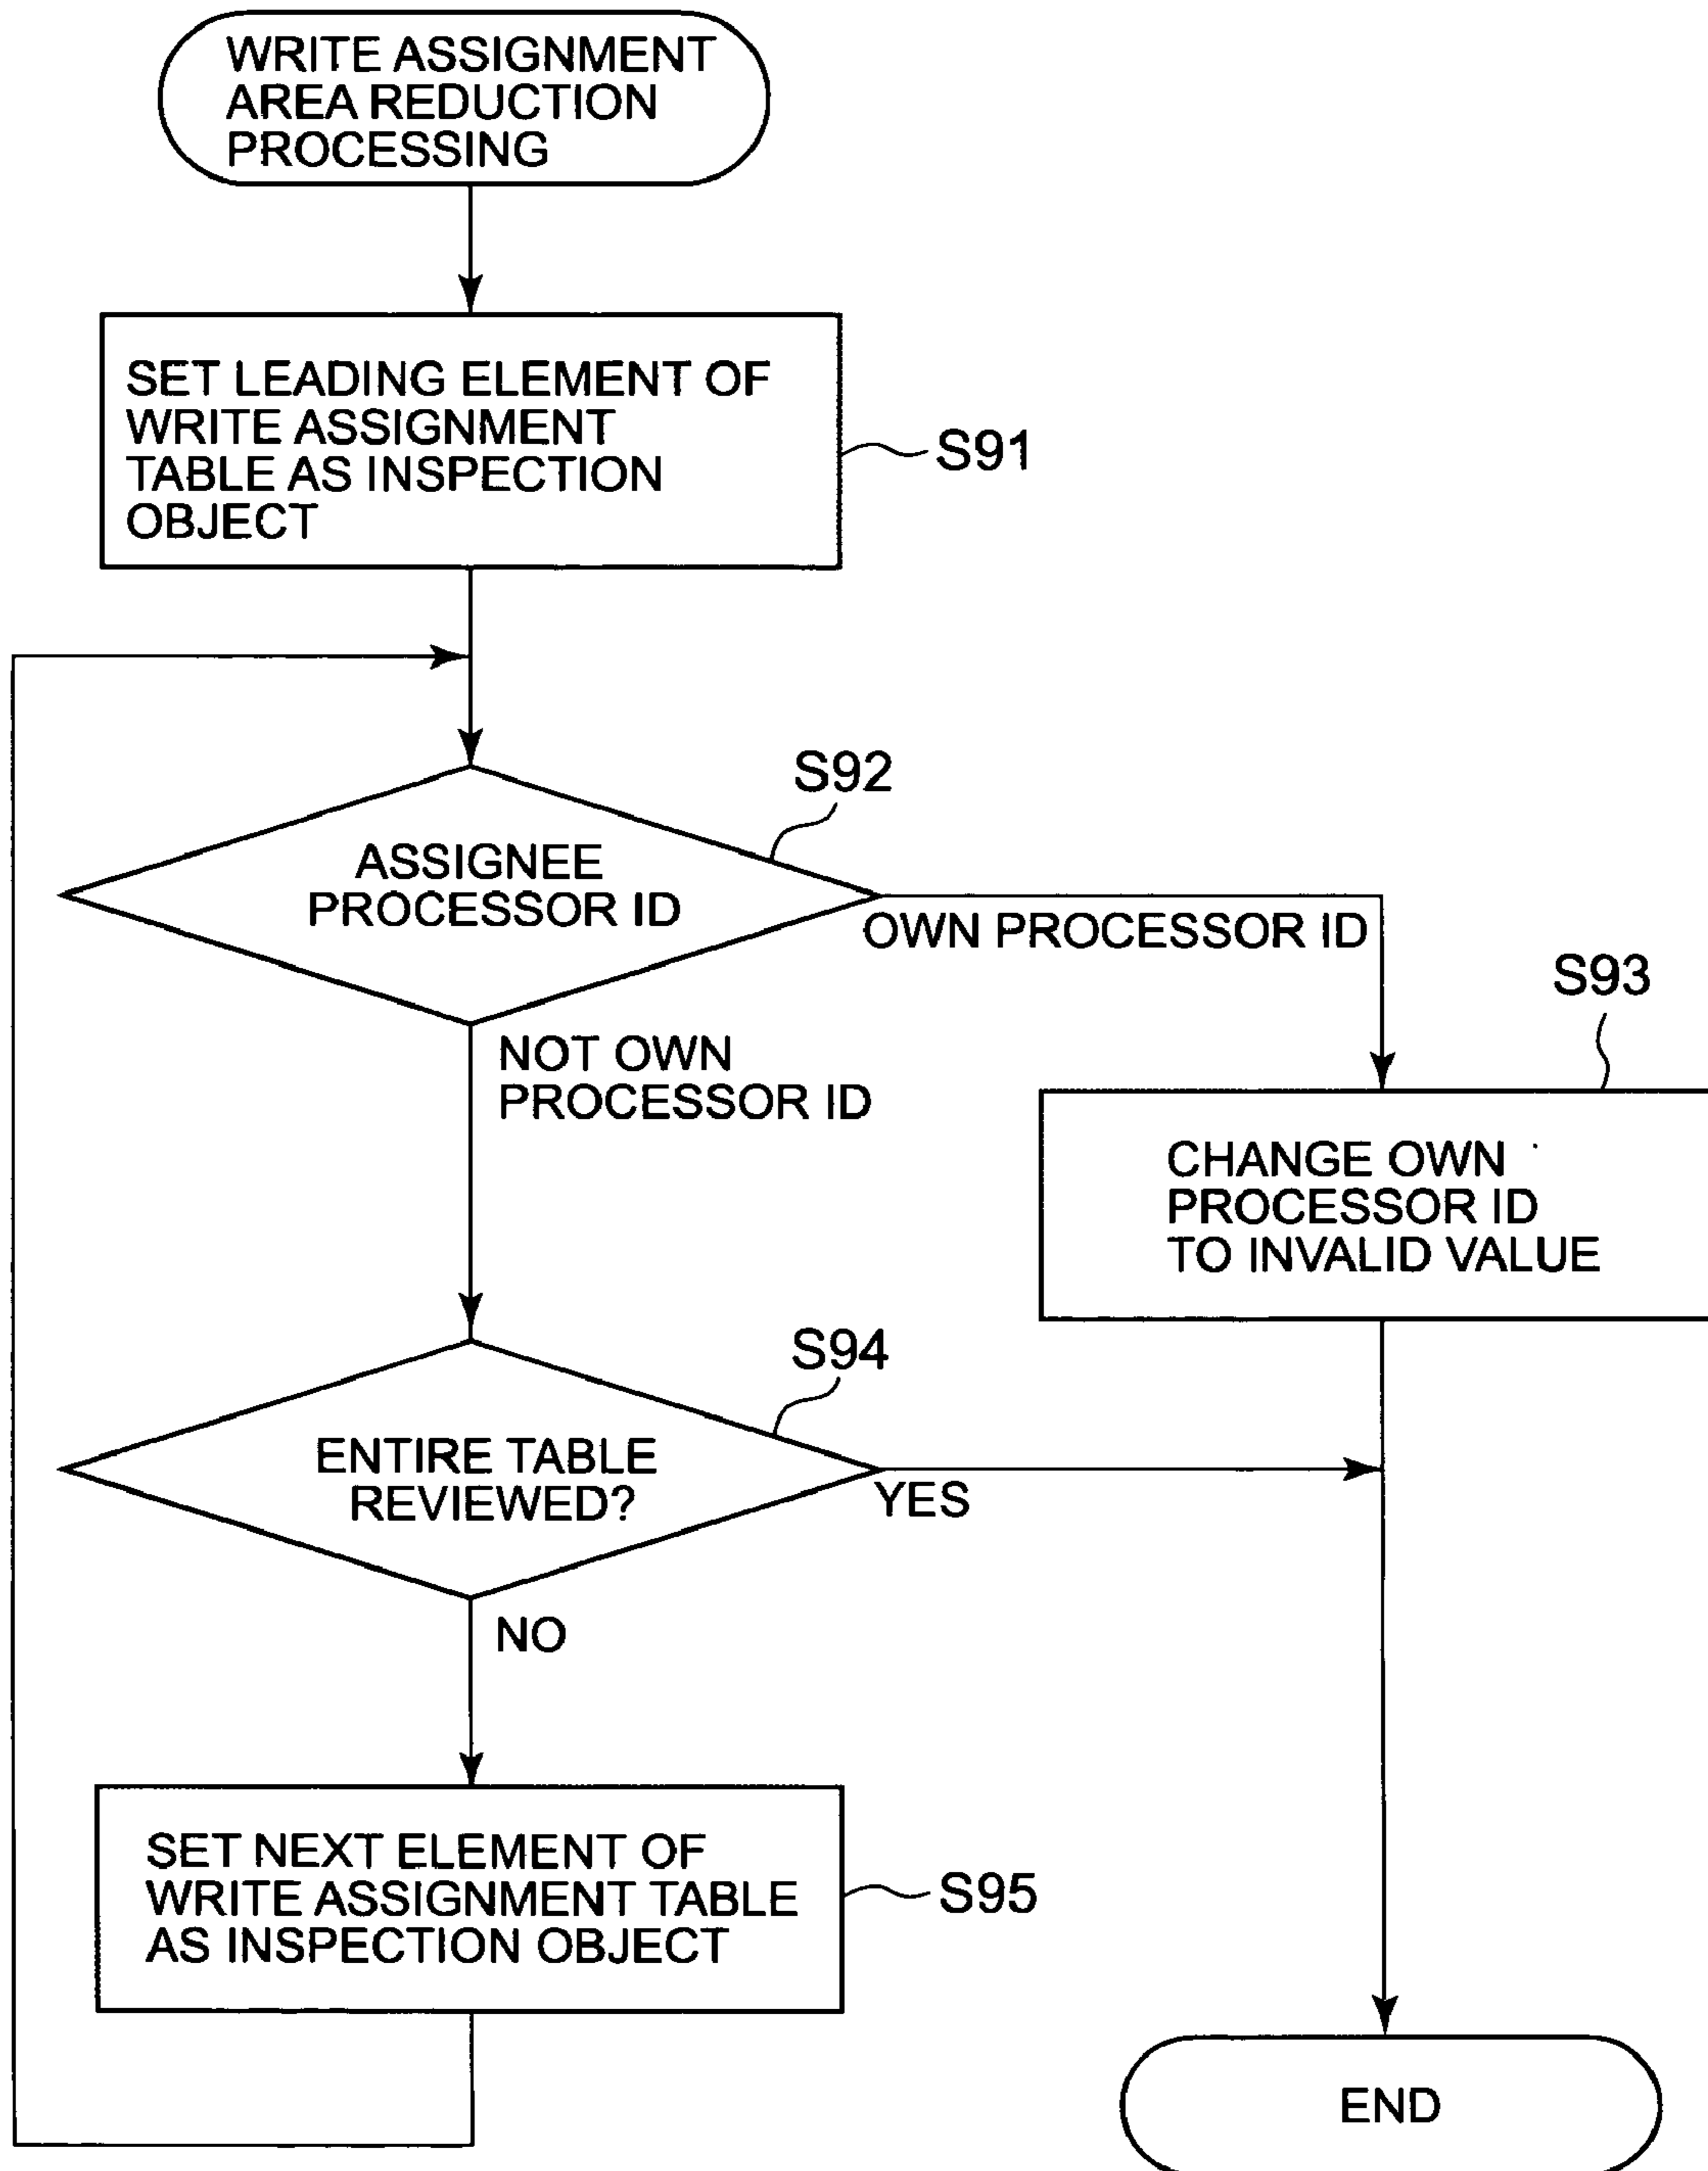 WRITE ASSIGNMENT
AREA REDUCTION
PROCESSING
SET LEADING ELEMENT OF
WRITE ASSIGNMENT
TABLE AS INSPECTION
OBJECT
S91
S92
ASSIGNEE
PROCESSOR ID
OWN PROCESSOR ID
NOT OWN
PROCESSOR ID
S93
CHANGE OWN
PROCESSOR ID
TO INVALID VALUE
S94
ENTIRE TABLE
REVIEWED?
YES
NO
SET NEXT ELEMENT OF
WRITE ASSIGNMENT TABLE
AS INSPECTION OBJECT
S95
END